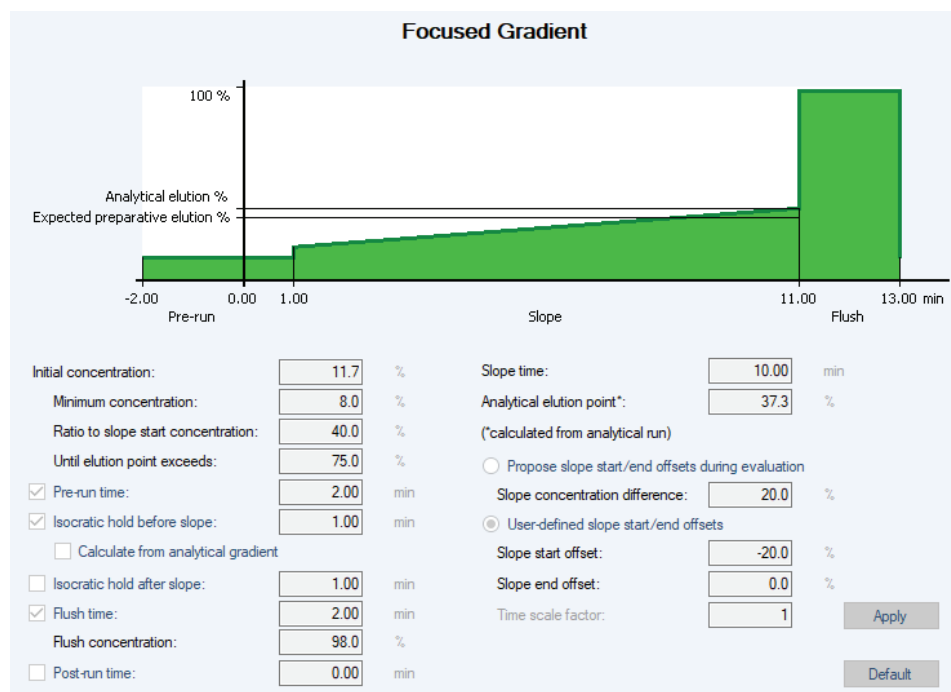 Focused Gradient
100 %
Analytical elution %
Expected preparative elution %
-2.00 0.00 1.00 11.00 13.00 min
Pre-run Slope Flush
Initial concentration: 11.7 %
Minimum concentration: 8.0 %
Ratio to slope start concentration: 40.0 %
Until elution point exceeds: 75.0 %
Pre-run time: 2.00 min
Isocratic hold before slope: 1.00 min
Calculate from analytical gradient
Isocratic hold after slope: 1.00 min
Flush time: 2.00 min
Flush concentration: 98.0 %
Post-run time: 0.00 min
Slope time: 10.00 min
Analytical elution point*: 37.3 %
(*calculated from analytical run)
Propose slope start/end offsets during evaluation
Slope concentration difference: 20.0 %
User-defined slope start/end offsets
Slope start offset: -20.0 %
Slope end offset: 0.0 %
Time scale factor: 1
Apply
Default